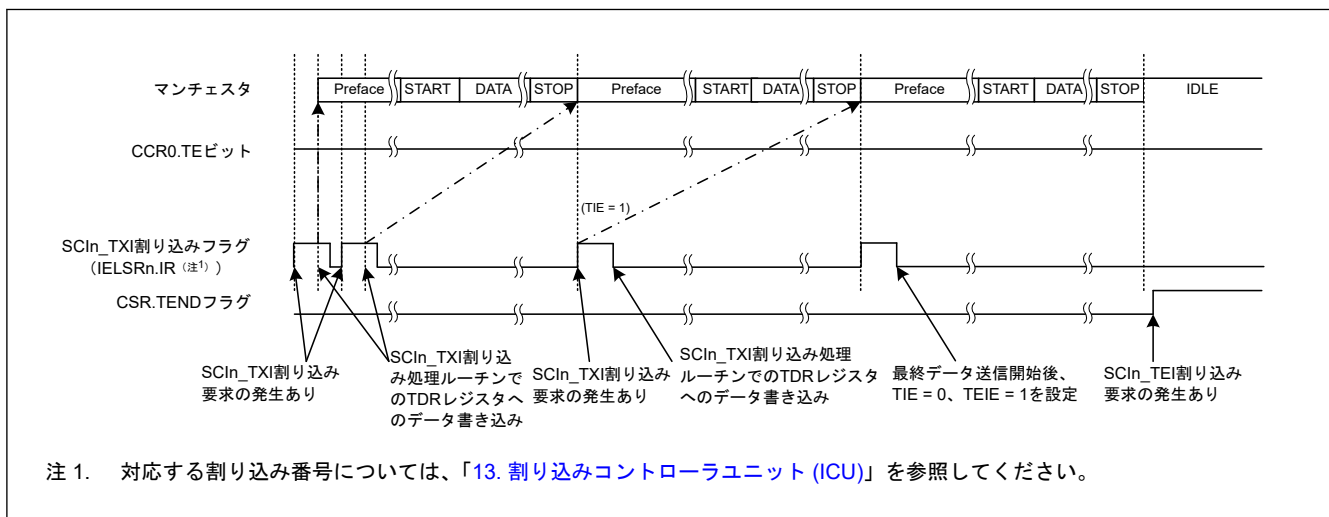 マンチェスタ
Preface START DATA STOP Preface START DATA STOP Preface START DATA STOP IDLE
CCR0.TEビット
(TIE = 1)
SCIn_TXI割り込みフラグ
（IELSRn.IR（注1））
CSR.TENDフラグ
SCIn_TXI割り込み
要求の発生あり
SCIn_TXI割り込
み処理ルーチンで
のTDRレジスタへ
のデータ書き込み
SCIn_TXI割り込み
要求の発生あり
SCIn_TXI割り込み処理
ルーチンでのTDRレジスタ
へのデータ書き込み
最終データ送信開始後、
TIE = 0、TEIE = 1を設定
SCIn_TEI割り込み
要求の発生あり
注 1. 対応する割り込み番号については、「13. 割り込みコントローラユニット (ICU)」を参照してください。